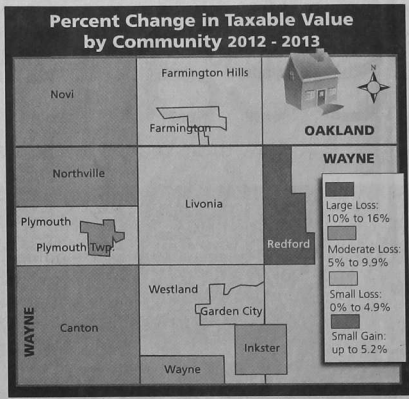 Percent Change in Taxable Value
by Community 2012 - 2013
Novi
Farmington Hills
Farmington
N
OAKLAND
WAYNE
Northville
Livonia
Redford
Plymouth
Plymouth Twp.
Large Loss:
10% to 16%
Moderate Loss:
5% to 9.9%
Small Loss:
0% to 4.9%
Small Gain:
up to 5.2%
WAYNE
Canton
Westland
Garden City
Inkster
Wayne